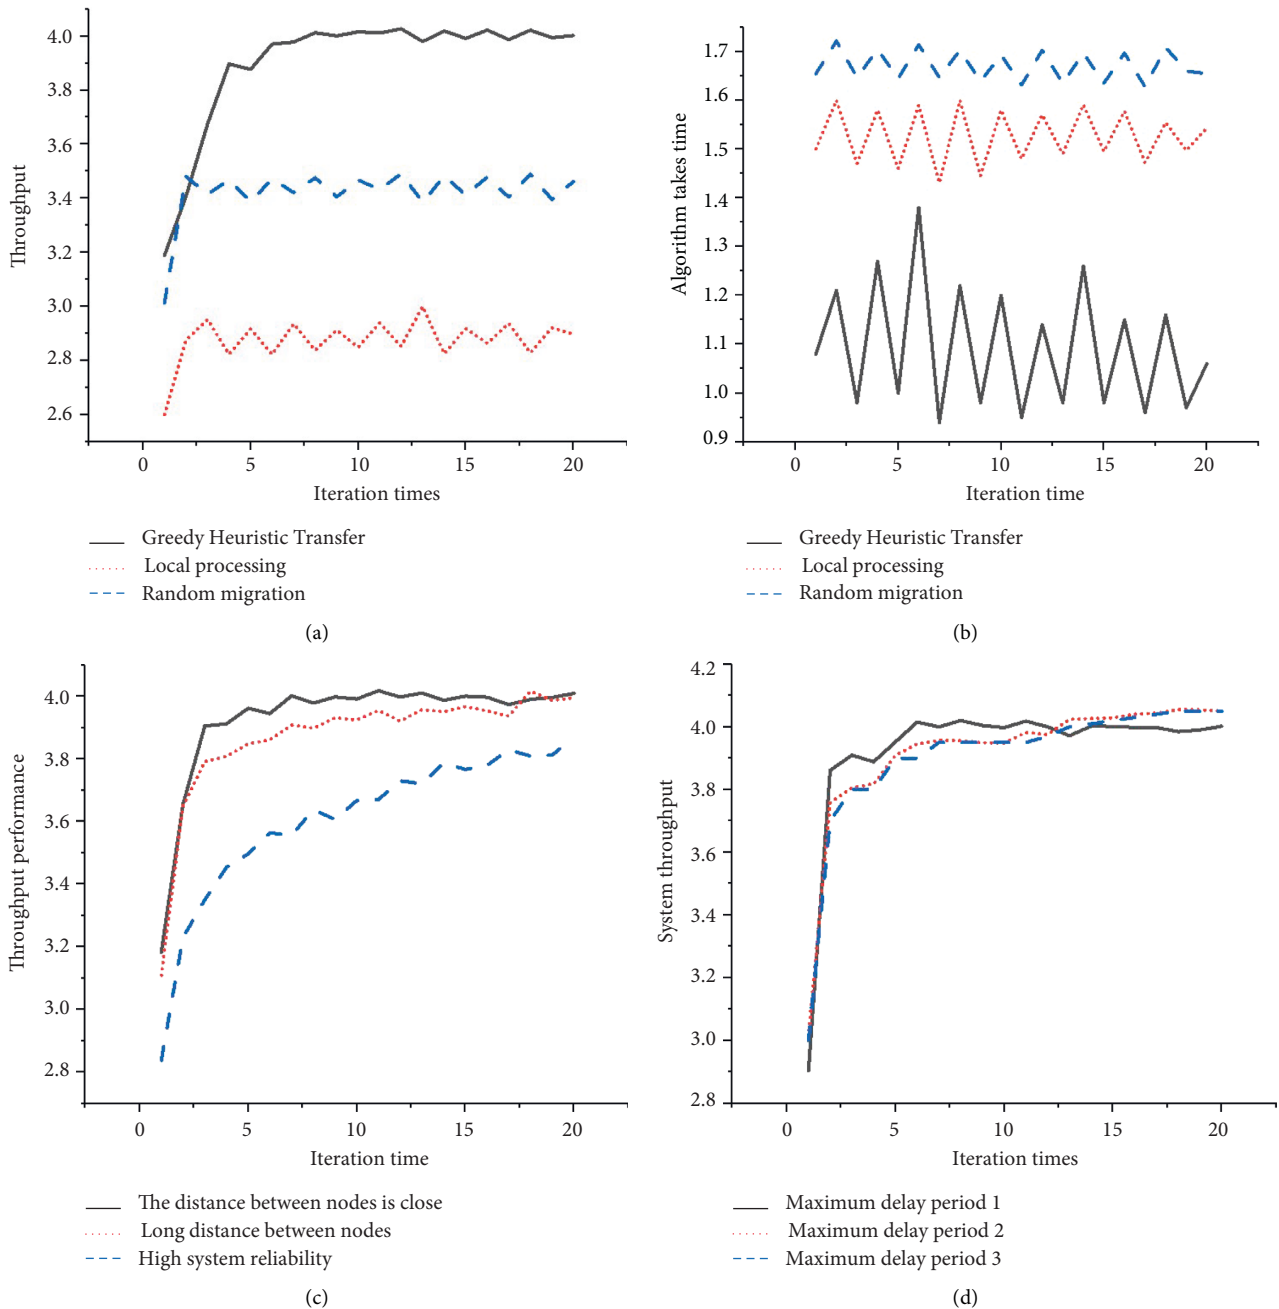 (a)
4.0
3.8
3.6
3.4
3.2
3.0
2.8
2.6
Throughput
0
5
10
15
20
Iteration times
Greedy Heuristic Transfer
Local processing
Random migration
(b)
1.7
1.6
1.5
1.4
1.3
1.2
1.1
1.0
0.9
Algorithm takes time
0
5
10
15
20
Iteration time
Greedy Heuristic Transfer
Local processing
Random migration
(a)
(b)
4.0
3.8
3.6
3.4
3.2
3.0
2.8
Throughput performance
0
5
10
15
20
Iteration time
The distance between nodes is close
Long distance between nodes
High system reliability
(c)
4.2
4.0
3.8
3.6
3.4
3.2
3.0
2.8
System throughput
0
5
10
15
20
Iteration times
Maximum delay period 1
Maximum delay period 2
Maximum delay period 3
(d)